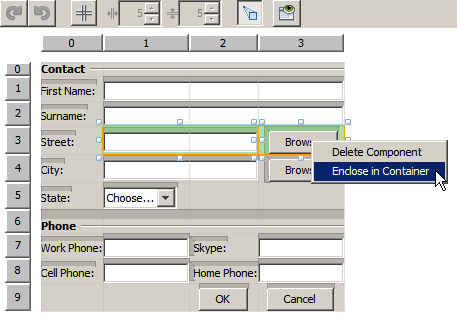 5 5
0 1 2 3
0 Contact
1 First Name:
2 Surname:
3 Street: Brows
Delete Component
4 City: Brows
Enclose in Container
5 State: Choose...
6 Phone
7 Work Phone: Skype:
8 Cell Phone: Home Phone:
9 OK Cancel